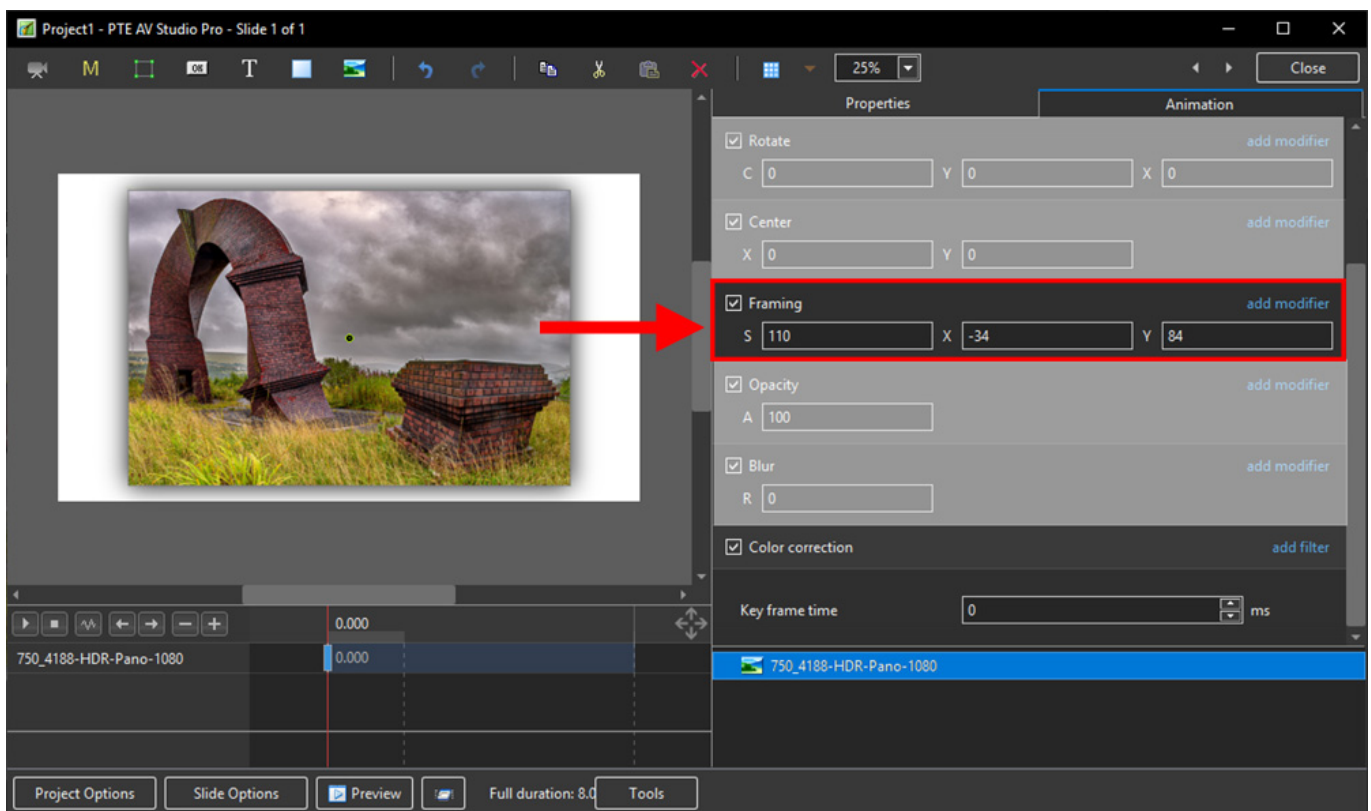 Project1 - PTE AV Studio Pro - Slide 1 of 1
M OK T 25% Close
Properties Animation
Rotate add modifier
C 0 Y 0 X 0
Center add modifier
X 0 Y 0
Framing add modifier
S 110 X -34 Y 84
Opacity add modifier
A 100
Blur add modifier
R 0
Color correction add filter
Key frame time 0 ms
0.000
750_4188-HDR-Pano-1080 0.000
750_4188-HDR-Pano-1080
Project Options Slide Options Preview Full duration: 8.0 Tools